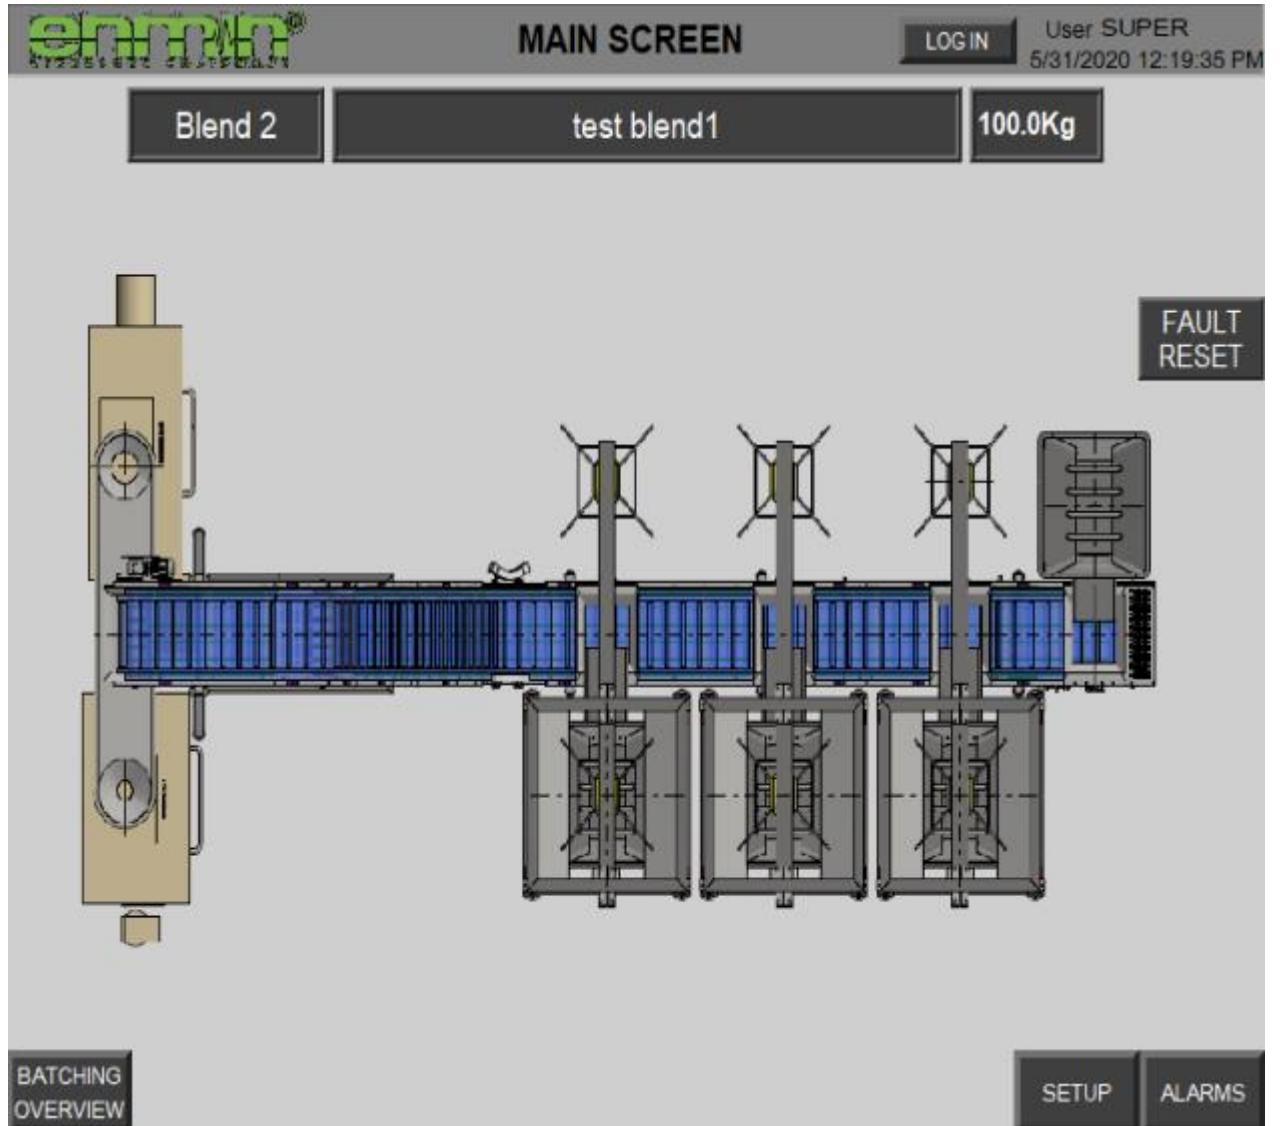 enmin®
MAIN SCREEN
LOG IN
User SUPER
5/31/2020 12:19:35 PM
Blend 2
test blend1
100.0Kg
FAULT
RESET
BATCHING
OVERVIEW
SETUP
ALARMS